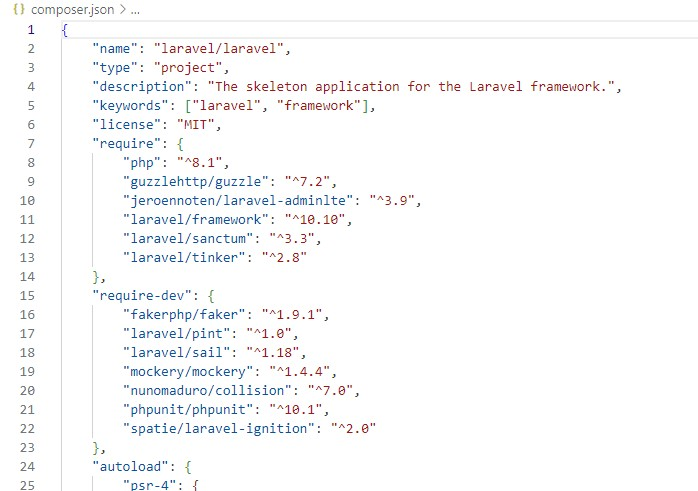 {} composer.json > ...
1 {
2 "name": "laravel/laravel",
3 "type": "project",
4 "description": "The skeleton application for the Laravel framework.",
5 "keywords": ["laravel", "framework"],
6 "license": "MIT",
7 "require": {
8 "php": "^8.1",
9 "guzzlehttp/guzzle": "^7.2",
10 "jeroennoten/laravel-adminlte": "^3.9",
11 "laravel/framework": "^10.10",
12 "laravel/sanctum": "^3.3",
13 "laravel/tinker": "^2.8"
14 },
15 "require-dev": {
16 "fakerphp/faker": "^1.9.1",
17 "laravel/pint": "^1.0",
18 "laravel/sail": "^1.18",
19 "mockery/mockery": "^1.4.4",
20 "nunomaduro/collision": "^7.0",
21 "phpunit/phpunit": "^10.1",
22 "spatie/laravel-ignition": "^2.0"
23 },
24 "autoload": {
25 "psr-4": {